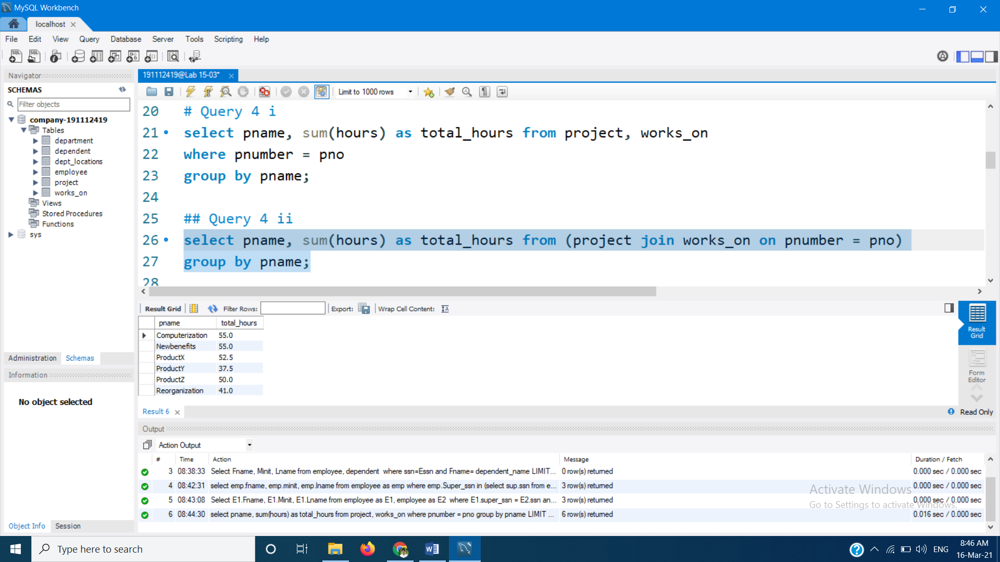 MySQL Workbench
localhost
File Edit View Query Database Server Tools Scripting Help
Navigator
SCHEMAS
Filter objects
company-191112419
Tables
department
dependent
dept_locations
employee
project
works_on
Views
Stored Procedures
Functions
sys
Administration Schemas
Information
No object selected
Object Info Session
191112419@Lab 15-03*
Limit to 1000 rows
20 # Query 4 i
21 select pname, sum(hours) as total_hours from project, works_on
22 where pnumber = pno
23 group by pname;
24
25 ## Query 4 ii
26 select pname, sum(hours) as total_hours from (project join works_on on pnumber = pno)
27 group by pname;
28
Result Grid Filter Rows: Export: Wrap Cell Content:
pname total_hours
Computerization 55.0
Newbenefits 55.0
ProductX 52.5
ProductY 37.5
ProductZ 50.0
Reorganization 41.0
Result Grid
Form Editor
Result 6
Read Only
Output
Action Output
# Time Action Message Duration / Fetch
3 08:38:33 Select Fname, Minit, Lname from employee, dependent where ssn=Essn and Fname= dependent_name LIMIT... 0 row(s) returned 0.000 sec / 0.000 sec
4 08:42:31 select emp.fname, emp.minit, emp.lname from employee as emp where emp.Super_ssn in (select sup.ssn from e... 3 row(s) returned 0.000 sec / 0.000 sec
5 08:43:08 Select E1.Fname, E1.Minit, E1.Lname from employee as E1, employee as E2 where E1.super_ssn = E2.ssn an... 3 row(s) returned 0.000 sec / 0.000 sec
6 08:44:30 select pname, sum(hours) as total_hours from project, works_on where pnumber = pno group by pname LIMIT ... 6 row(s) returned 0.016 sec / 0.000 sec
Activate Windows
Go to Settings to activate Windows.
Type here to search
ENG
8:46 AM
16-Mar-21